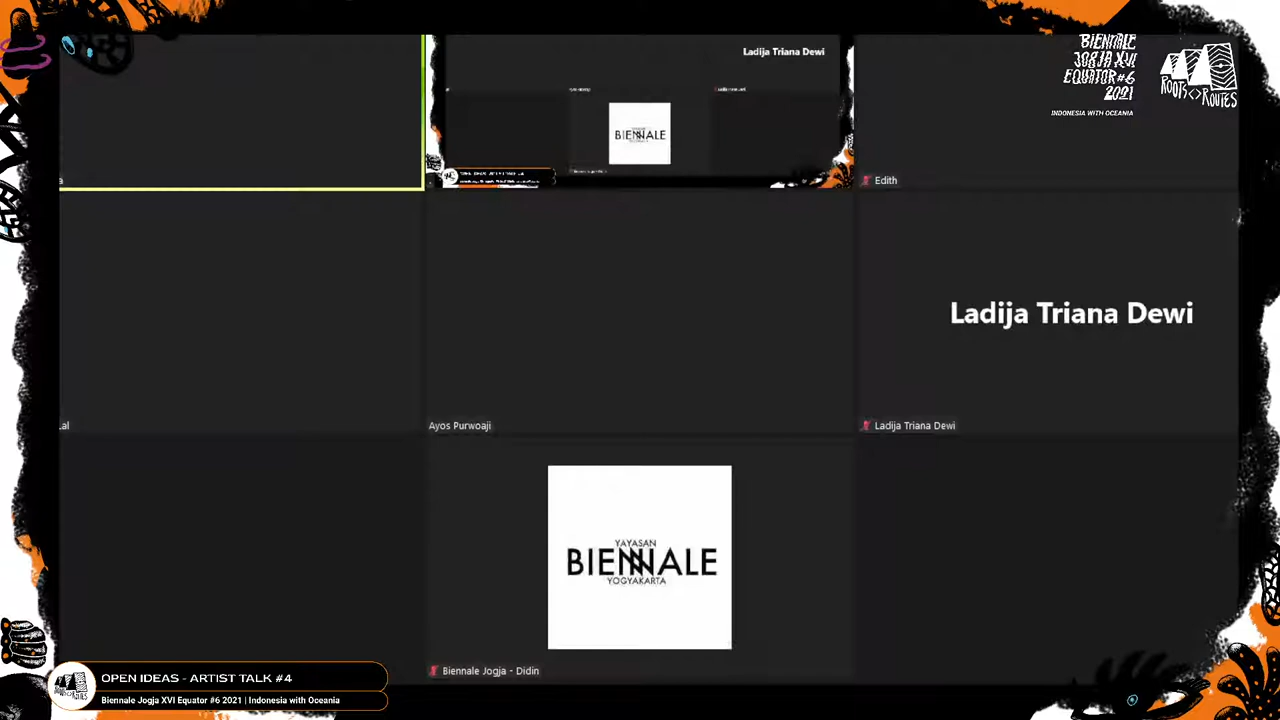 Ladija Triana Dewi
BIENNALE
BIENNALE
JOGJA XVI
EQUATOR#6
2021
INDONESIA WITH OCEANIA
ROOTS<>ROUTES
Edith
Ladija Triana Dewi
Ayos Purwoaji
Ladija Triana Dewi
YAYASAN
BIENNALE
YOGYAKARTA
Biennale Jogja - Didin
OPEN IDEAS - ARTIST TALK #4
Biennale Jogja XVI Equator #6 2021 | Indonesia with Oceania